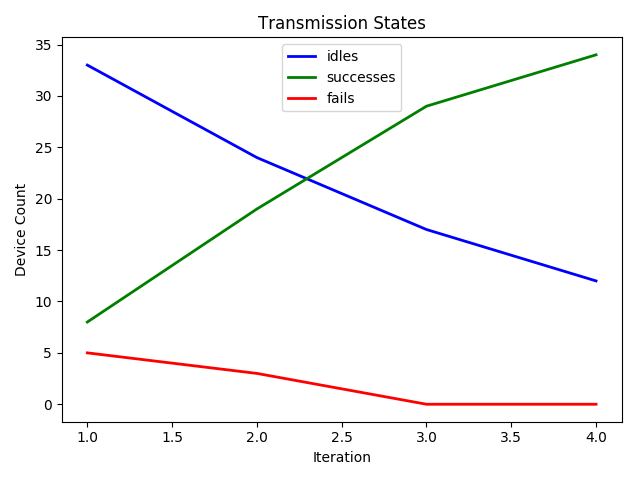 Transmission States
idles
successes
fails
Device Count
35
30
25
20
15
10
5
0
1.0 1.5 2.0 2.5 3.0 3.5 4.0
Iteration